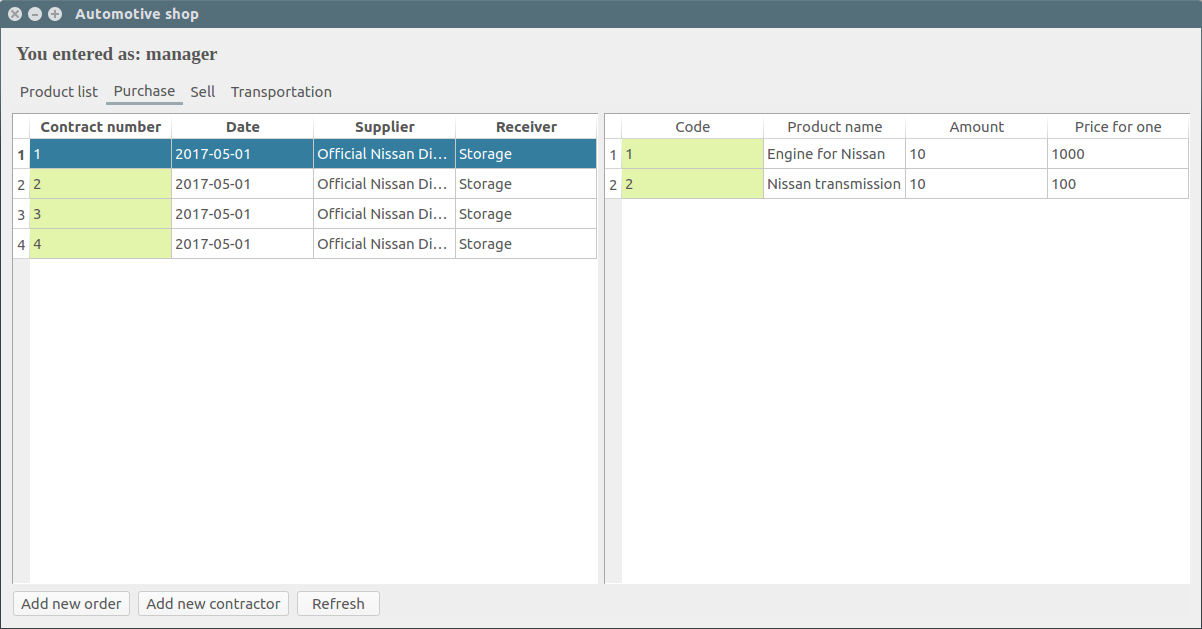 Automotive shop
You entered as: manager
Product list Purchase Sell Transportation
Contract number Date Supplier Receiver Code Product name Amount Price for one
1 1 2017-05-01 Official Nissan Di... Storage 1 1 Engine for Nissan 10 1000
2 2 2017-05-01 Official Nissan Di... Storage 2 2 Nissan transmission 10 100
3 3 2017-05-01 Official Nissan Di... Storage
4 4 2017-05-01 Official Nissan Di... Storage
Add new order Add new contractor Refresh